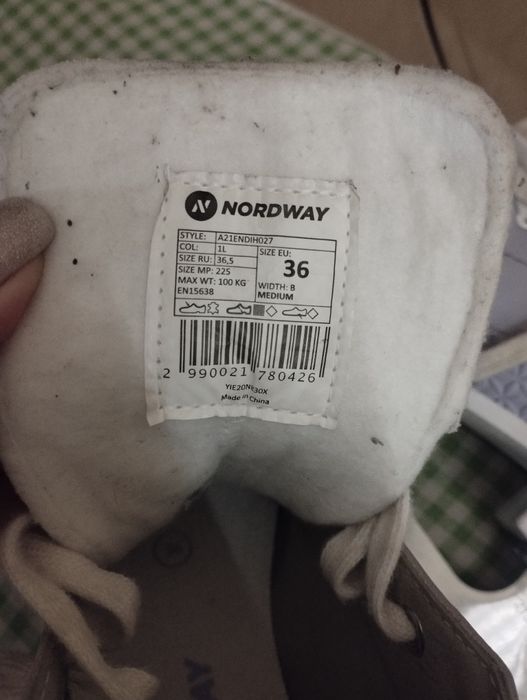 NORDWAY
STYLE: A21ENDIH027
COL: 1L
SIZE RU: 36,5
SIZE MP: 225
MAX WT: 100 KG
EN15638
SIZE EU:
36
WIDTH: B
MEDIUM
2 990021 780426
Made in China
WAY